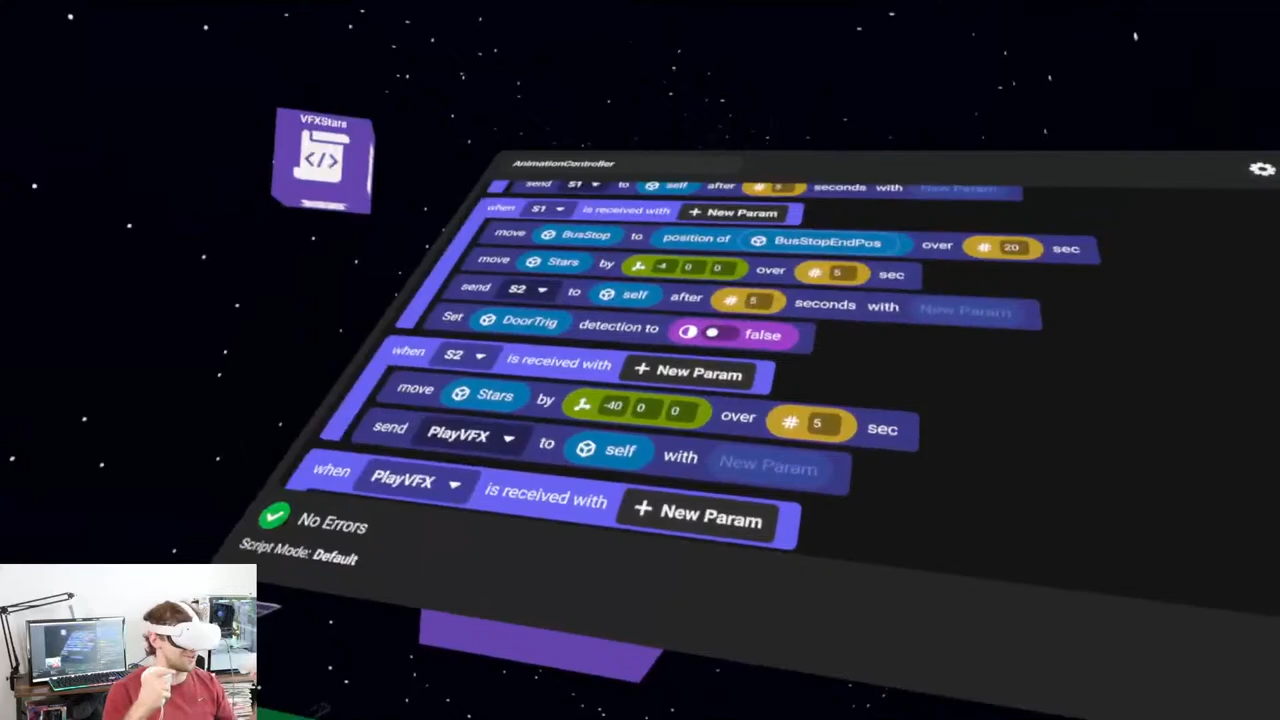 VFXStars
</>
AnimationController
send S1 to self after # 5 seconds with New Param
when S1 is received with + New Param
move BusStop to position of BusStopEndPos over # 20 sec
move Stars by -4 0 0 over # 5 sec
send S2 to self after # 5 seconds with New Param
Set DoorTrig detection to false
when S2 is received with + New Param
move Stars by -40 0 0 over # 5 sec
send PlayVFX to self with New Param
when PlayVFX is received with + New Param
No Errors
Script Mode: Default